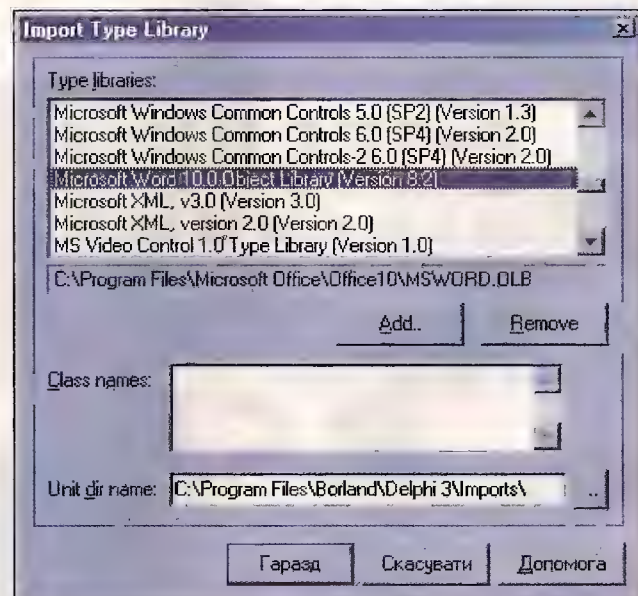 Import Type Library
Type libraries:
Microsoft Windows Common Controls 5.0 (SP2) (Version 1.3)
Microsoft Windows Common Controls 6.0 (SP4) (Version 2.0)
Microsoft Windows Common Controls-2 6.0 (SP4) (Version 2.0)
Microsoft Word 10.0 Object Library (Version 8.2)
Microsoft XML, v3.0 (Version 3.0)
Microsoft XML, version 2.0 (Version 2.0)
MS Video Control 1.0 Type Library (Version 1.0)
C:\Program Files\Microsoft Office\Office10\MSWORD.OLB
Add..
Remove
Class names:
Unit dir name:
C:\Program Files\Borland\Delphi 3\Imports\
..
Гаразд
Скасувати
Допомога